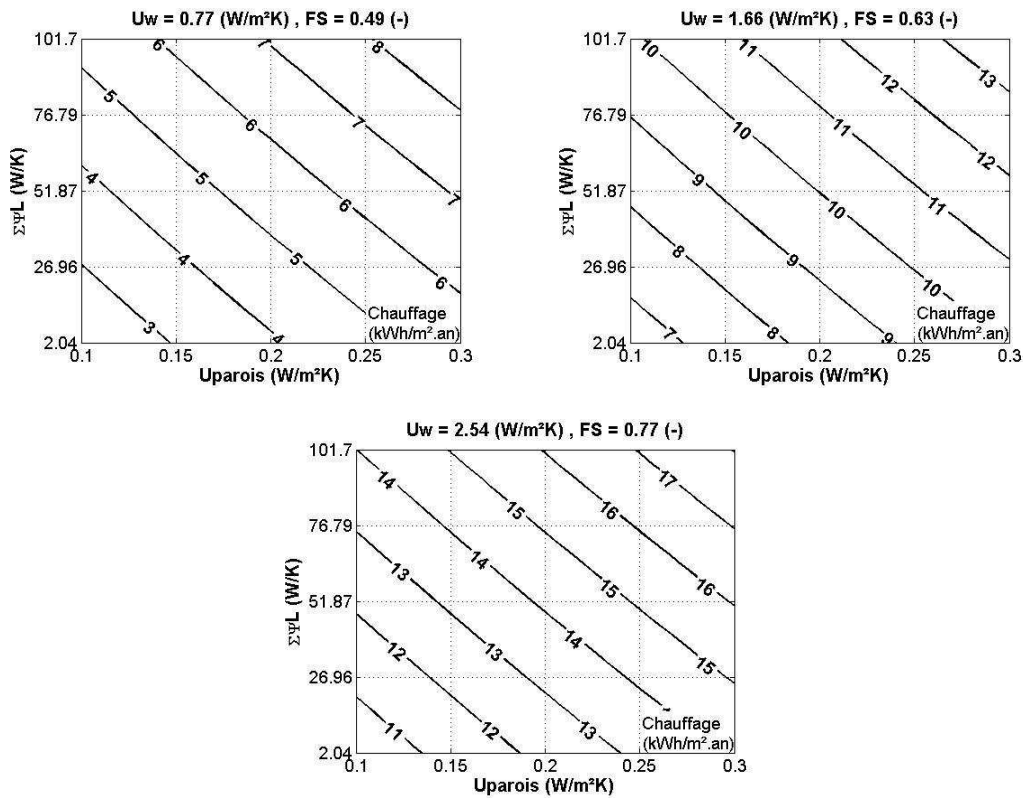 Uw = 0.77 (W/m²K) , FS = 0.49 (-)
101.7
76.79
51.87
26.96
2.04
ΣΨL (W/K)
6 7 8
5
6 7
4 5 6 7
4 5 6
3 4
Chauffage
(kWh/m².an)
0.1 0.15 0.2 0.25 0.3
Uparois (W/m²K)
Uw = 1.66 (W/m²K) , FS = 0.63 (-)
101.7
76.79
51.87
26.96
2.04
ΣΨL (W/K)
10 11 12 13
10 11 12
9 10 11
8 9 10
7 8 9
Chauffage
(kWh/m².an)
0.1 0.15 0.2 0.25 0.3
Uparois (W/m²K)
Uw = 2.54 (W/m²K) , FS = 0.77 (-)
101.7
76.79
51.87
26.96
2.04
ΣΨL (W/K)
14 15 16 17
13 14 15 16
12 13 14 15
11 12 13
Chauffage
(kWh/m².an)
0.1 0.15 0.2 0.25 0.3
Uparois (W/m²K)